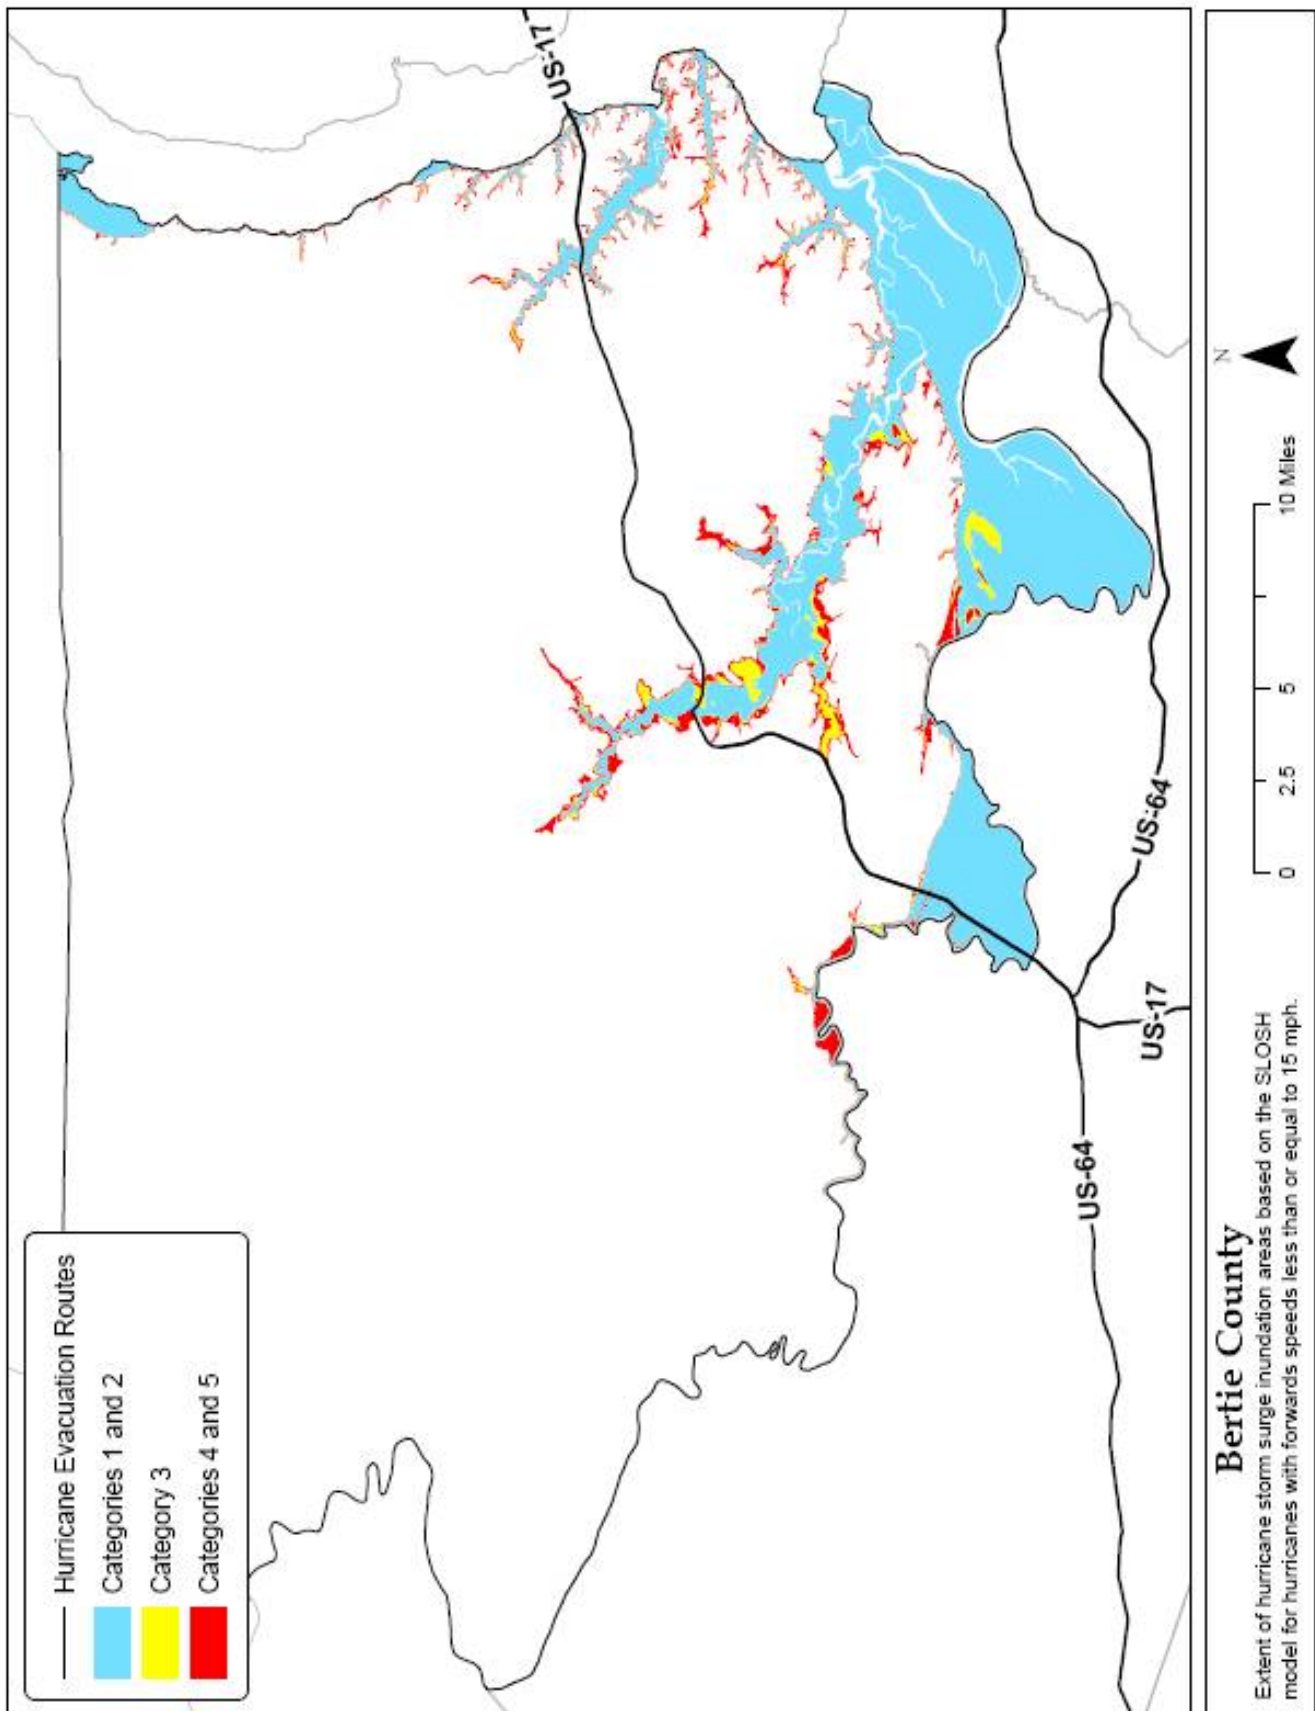 Hurricane Evacuation Routes
Categories 1 and 2
Category 3
Categories 4 and 5
US-17
US-64
US-17
US-64
Bertie County
Extent of hurricane storm surge inundation areas based on the SLOSH
model for hurricanes with forwards speeds less than or equal to 15 mph.
0 2.5 5 10 Miles
N